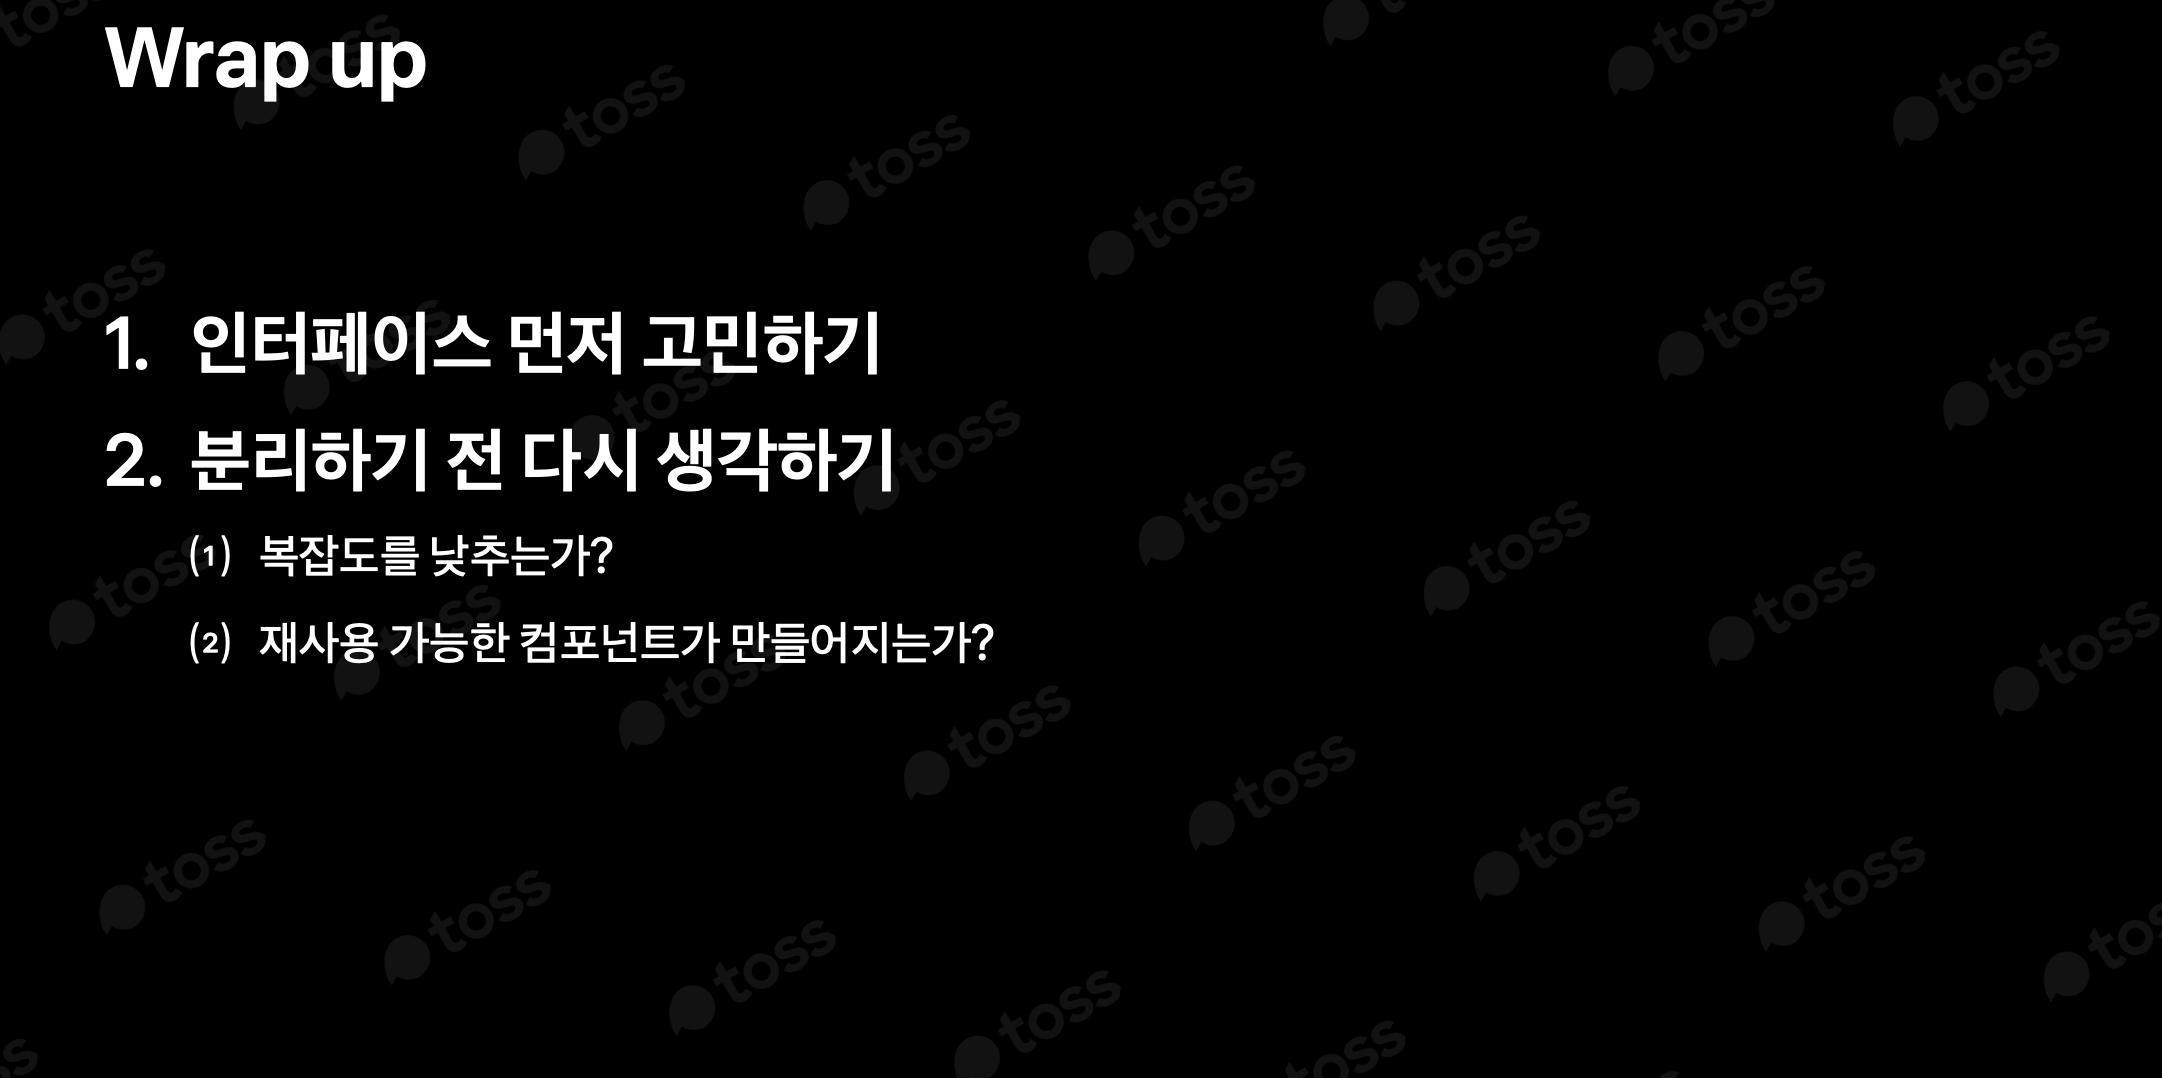 Wrap up
1. 인터페이스 먼저 고민하기
2. 분리하기 전 다시 생각하기
(1) 복잡도를 낮추는가?
(2) 재사용 가능한 컴포넌트가 만들어지는가?
toss